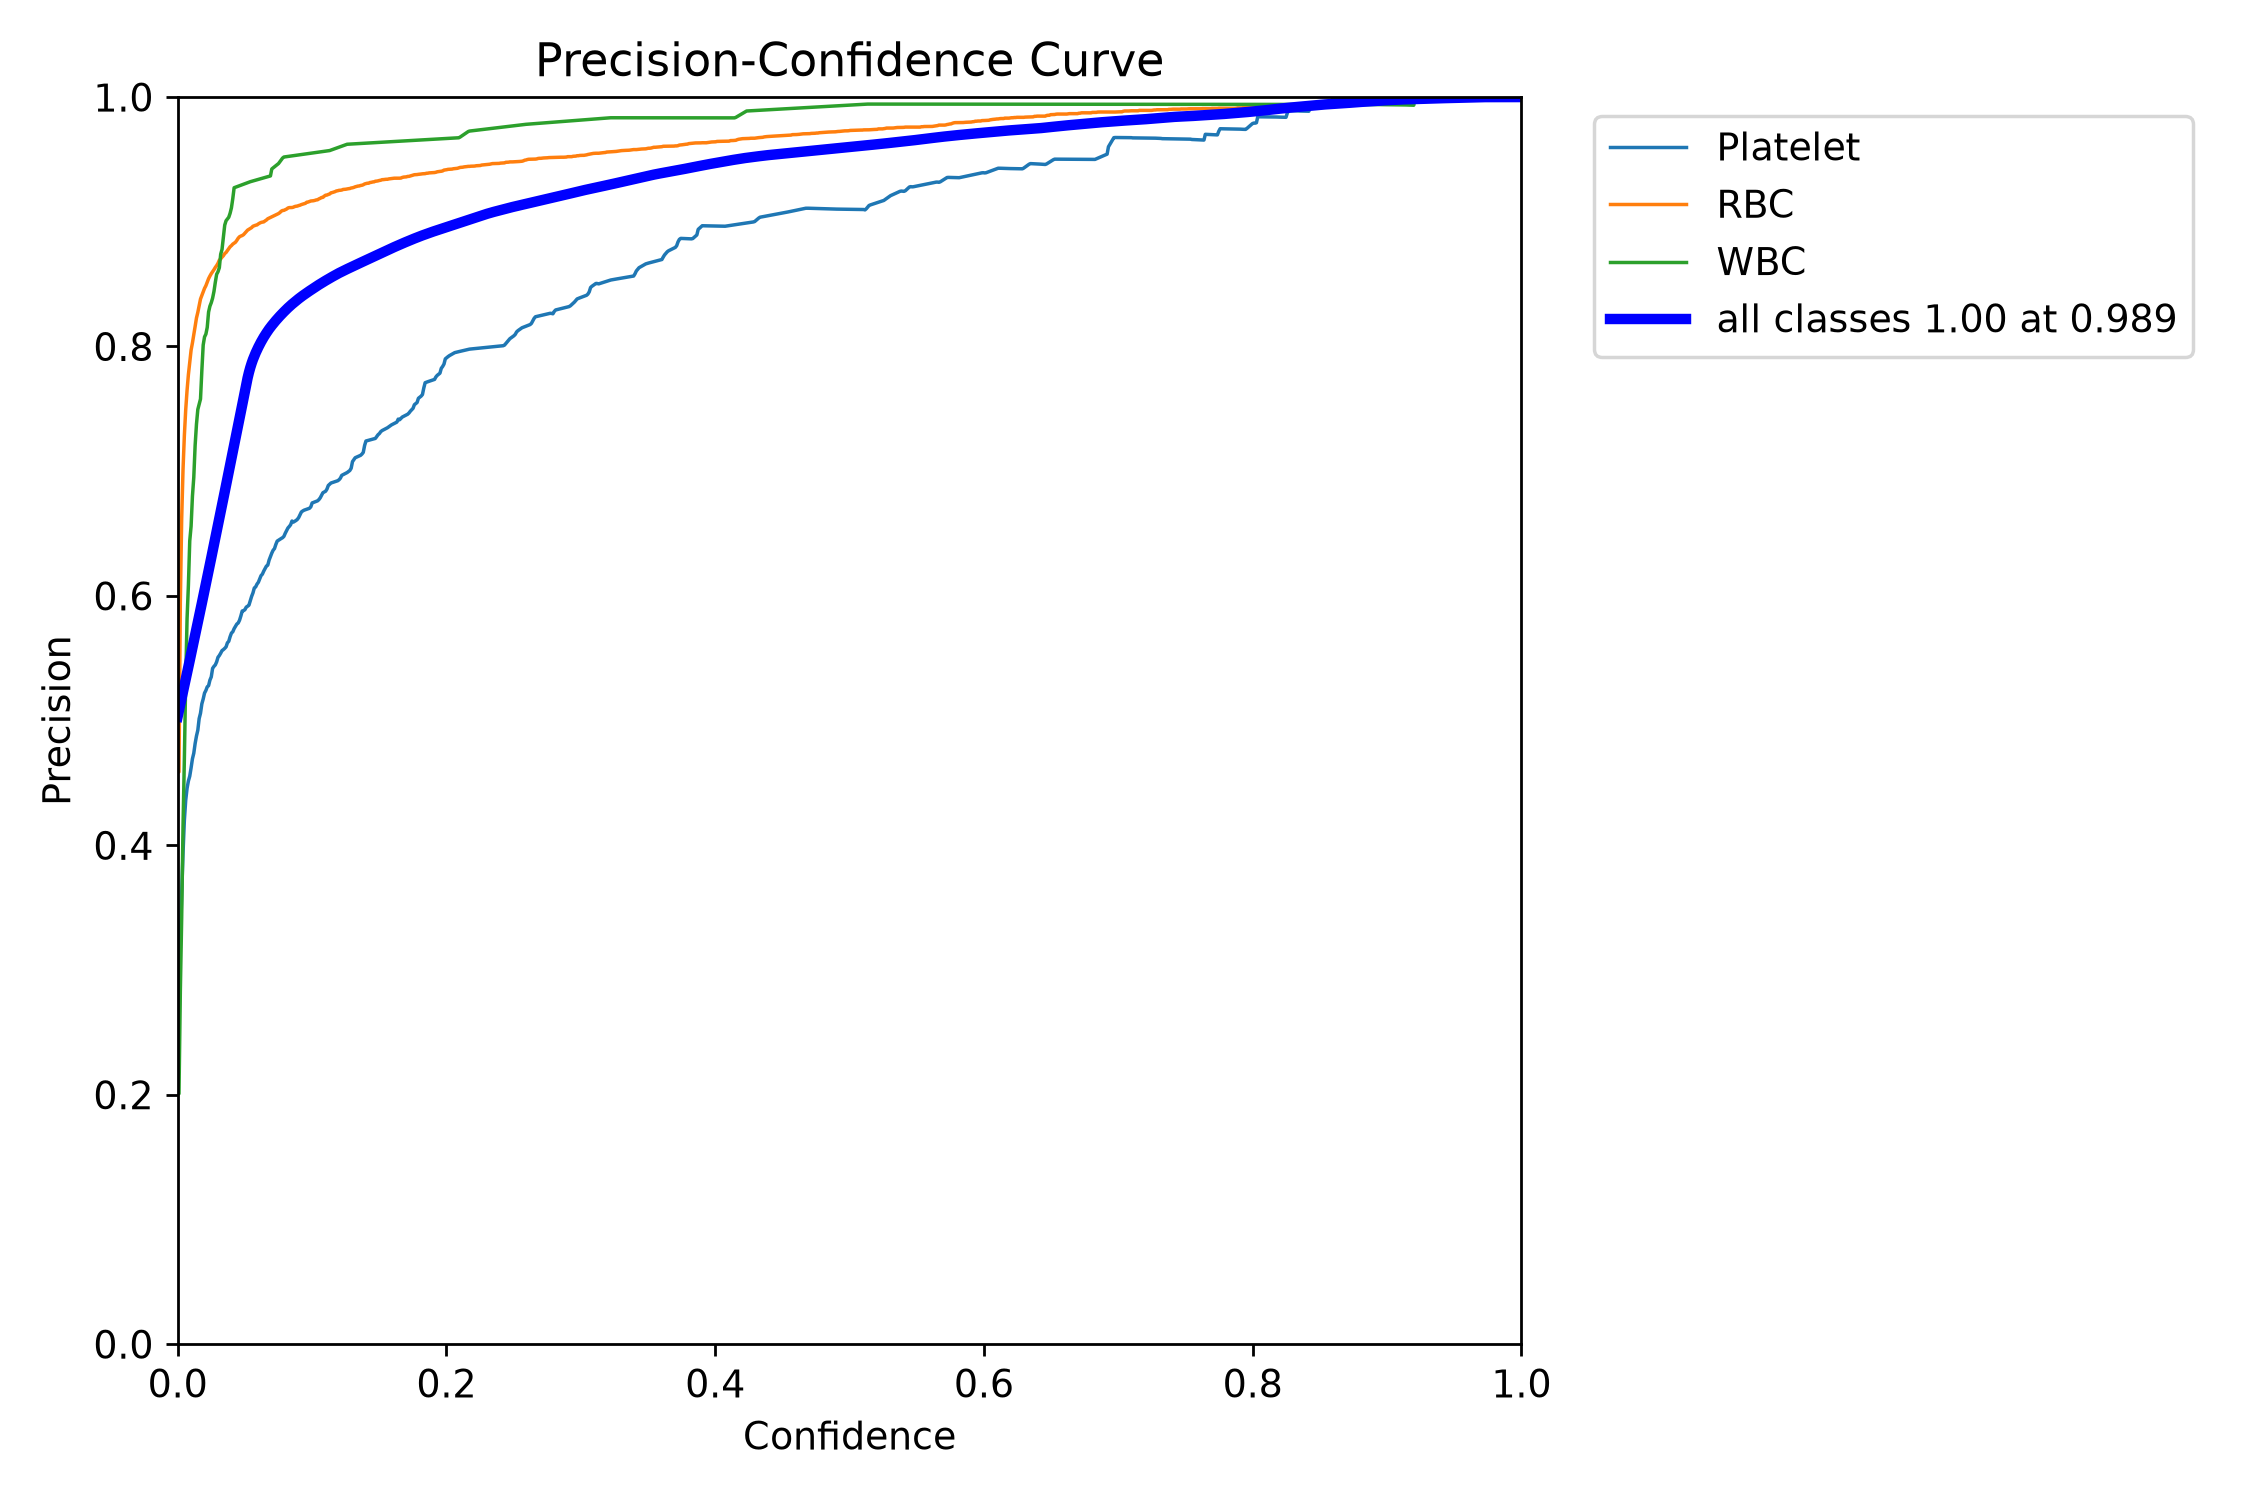 Precision-Confidence Curve
1.0
0.8
0.6
0.4
0.2
0.0
Precision
0.0 0.2 0.4 0.6 0.8 1.0
Confidence
Platelet
RBC
WBC
all classes 1.00 at 0.989